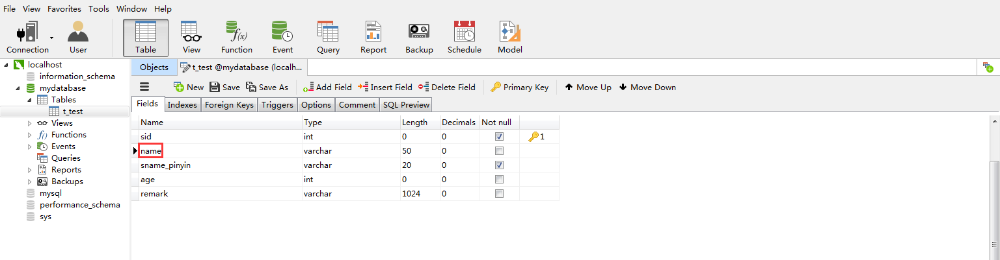 File View Favorites Tools Window Help
Connection User Table View Function Event Query Report Backup Schedule Model
localhost
information_schema
mydatabase
Tables
t_test
Views
Functions
Events
Queries
Reports
Backups
mysql
performance_schema
sys
Objects t_test @mydatabase (localh...
New Save Save As Add Field Insert Field Delete Field Primary Key Move Up Move Down
Fields Indexes Foreign Keys Triggers Options Comment SQL Preview
Name Type Length Decimals Not null
sid int 0 0 1
name varchar 50 0
sname_pinyin varchar 20 0
age int 0 0
remark varchar 1024 0